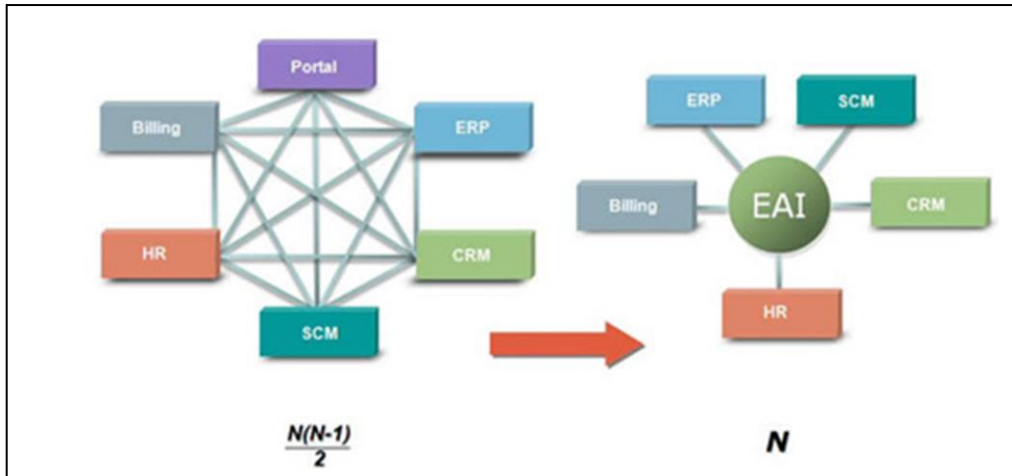 Portal
Billing
ERP
HR
CRM
SCM
N(N-1)
2
ERP
SCM
Billing
EAI
CRM
HR
N